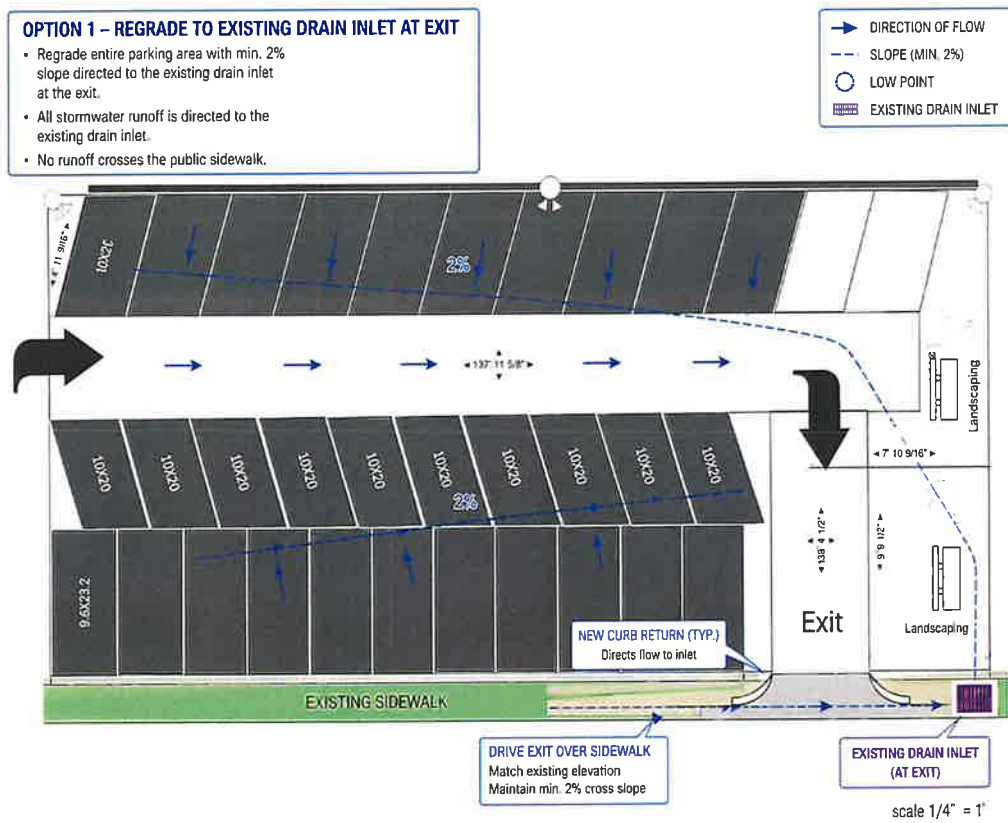 OPTION 1 – REGRADE TO EXISTING DRAIN INLET AT EXIT
• Regrade entire parking area with min. 2%
slope directed to the existing drain inlet
at the exit.
• All stormwater runoff is directed to the
existing drain inlet.
• No runoff crosses the public sidewalk.
DIRECTION OF FLOW
SLOPE (MIN. 2%)
LOW POINT
EXISTING DRAIN INLET
11 9/16"
2%
137' 11 5/8"
Landscaping
10X20
10X20
10X20
10X20
10X20
10X20
10X20
10X20
10X20
10X20
7' 10 9/16"
2%
138' 4 1/2"
9' 9 1/2"
9.6X23.2
Exit
Landscaping
NEW CURB RETURN (TYP.)
Directs flow to inlet
EXISTING SIDEWALK
DRIVE EXIT OVER SIDEWALK
Match existing elevation
Maintain min. 2% cross slope
EXISTING DRAIN INLET
(AT EXIT)
scale 1/4" = 1'